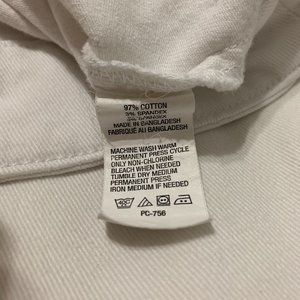 97% COTTON
3% SPANDEX
MADE IN BANGLADESH
FABRIQUÉ AU BANGLADESH
MACHINE WASH WARM
PERMANENT PRESS CYCLE
ONLY NON-CHLORINE
BLEACH WHEN NEEDED
TUMBLE DRY MEDIUM
PERMANENT PRESS
IRON MEDIUM IF NEEDED
PC-756